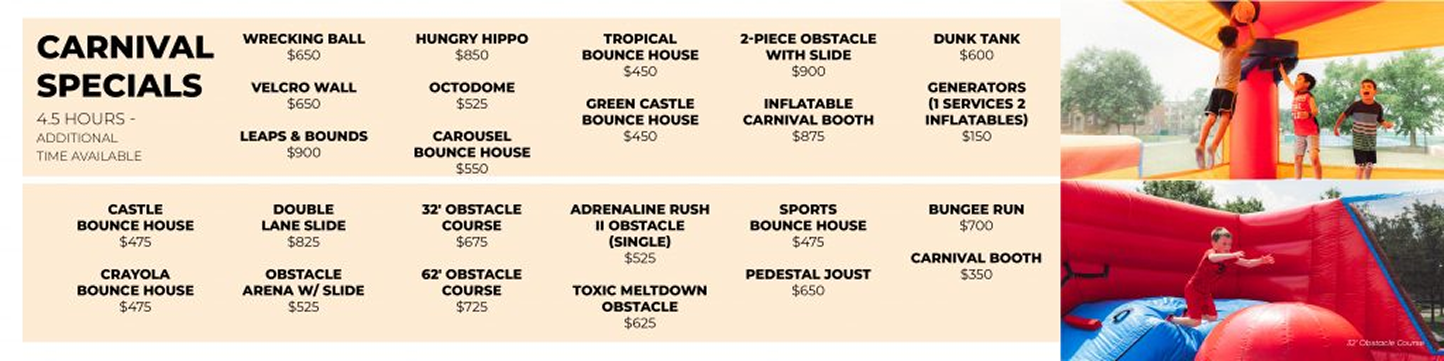 CARNIVAL
SPECIALS
4.5 HOURS -
ADDITIONAL
TIME AVAILABLE
WRECKING BALL
$650
VELCRO WALL
$650
LEAPS & BOUNDS
$900
HUNGRY HIPPO
$850
OCTODOME
$525
CAROUSEL
BOUNCE HOUSE
$550
TROPICAL
BOUNCE HOUSE
$450
GREEN CASTLE
BOUNCE HOUSE
$450
2-PIECE OBSTACLE
WITH SLIDE
$900
INFLATABLE
CARNIVAL BOOTH
$875
DUNK TANK
$600
GENERATORS
(1 SERVICES 2
INFLATABLES)
$150
CASTLE
BOUNCE HOUSE
$475
CRAYOLA
BOUNCE HOUSE
$475
DOUBLE
LANE SLIDE
$825
OBSTACLE
ARENA W/ SLIDE
$525
32' OBSTACLE
COURSE
$675
62' OBSTACLE
COURSE
$725
ADRENALINE RUSH
II OBSTACLE
(SINGLE)
$525
TOXIC MELTDOWN
OBSTACLE
$625
SPORTS
BOUNCE HOUSE
$475
PEDESTAL JOUST
$650
BUNGEE RUN
$700
CARNIVAL BOOTH
$350
32' Obstacle Course